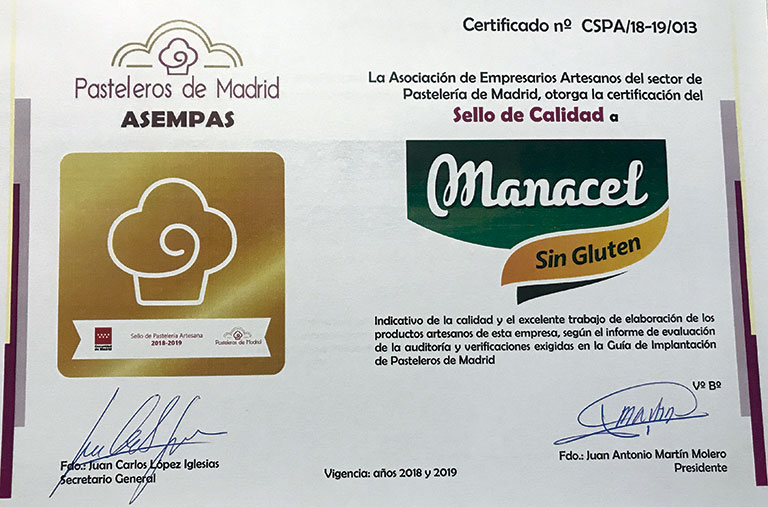 Certificado nº CSPA/18-19/013
Pasteleros de Madrid
ASEMPAS
La Asociación de Empresarios Artesanos del sector de
Pastelería de Madrid, otorga la certificación del
Sello de Calidad a
Manacel
Sin Gluten
Sello de Pastelería Artesana
2018-2019
Pasteleros de Madrid
Indicativo de la calidad y el excelente trabajo de elaboración de los
productos artesanos de esta empresa, según el informe de evaluación
de la auditoría y verificaciones exigidas en la Guía de Implantación
de Pasteleros de Madrid
Vº Bº
Fdo.: Juan Carlos López Iglesias
Secretario General
Vigencia: años 2018 y 2019
Fdo.: Juan Antonio Martín Molero
Presidente